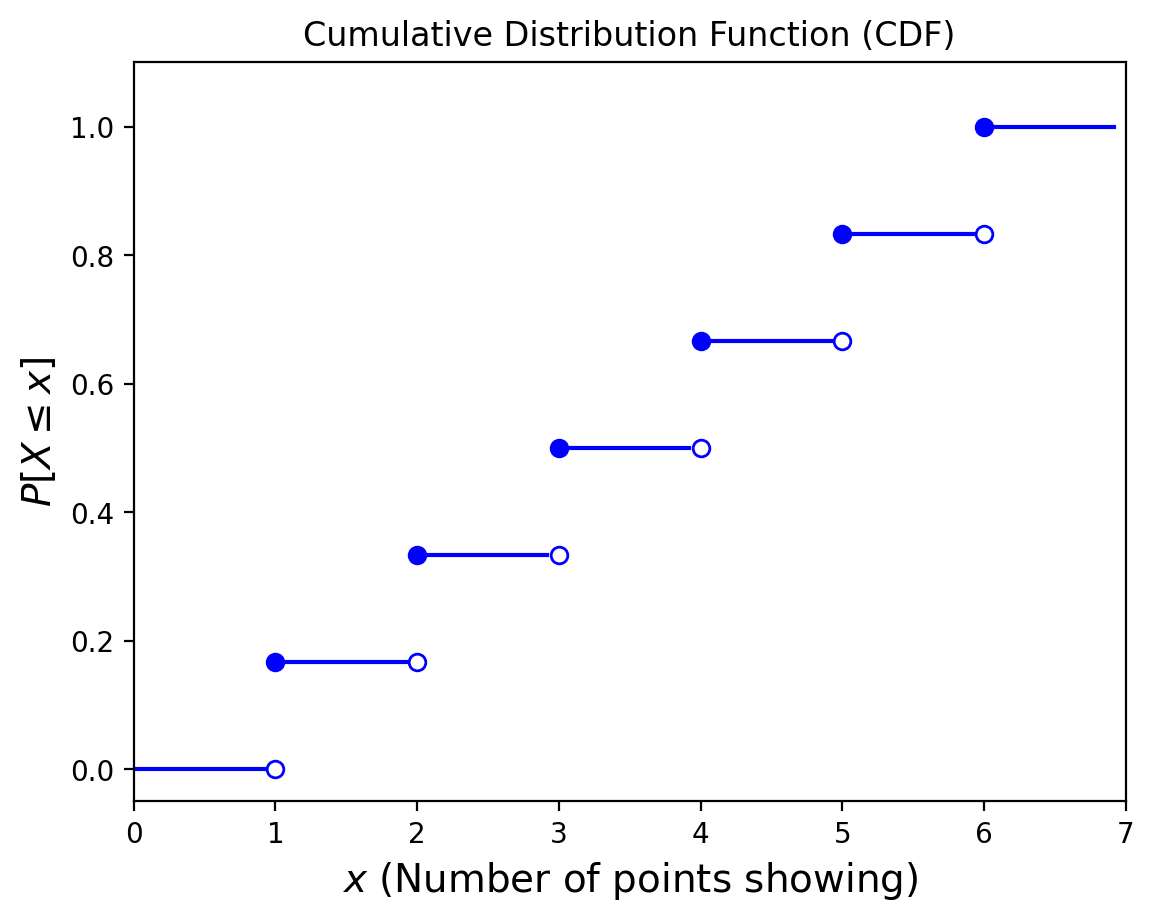 Cumulative Distribution Function (CDF)
1.0
0.8
0.6
0.4
0.2
0.0
P[X ≤ x]
0 1 2 3 4 5 6 7
x (Number of points showing)